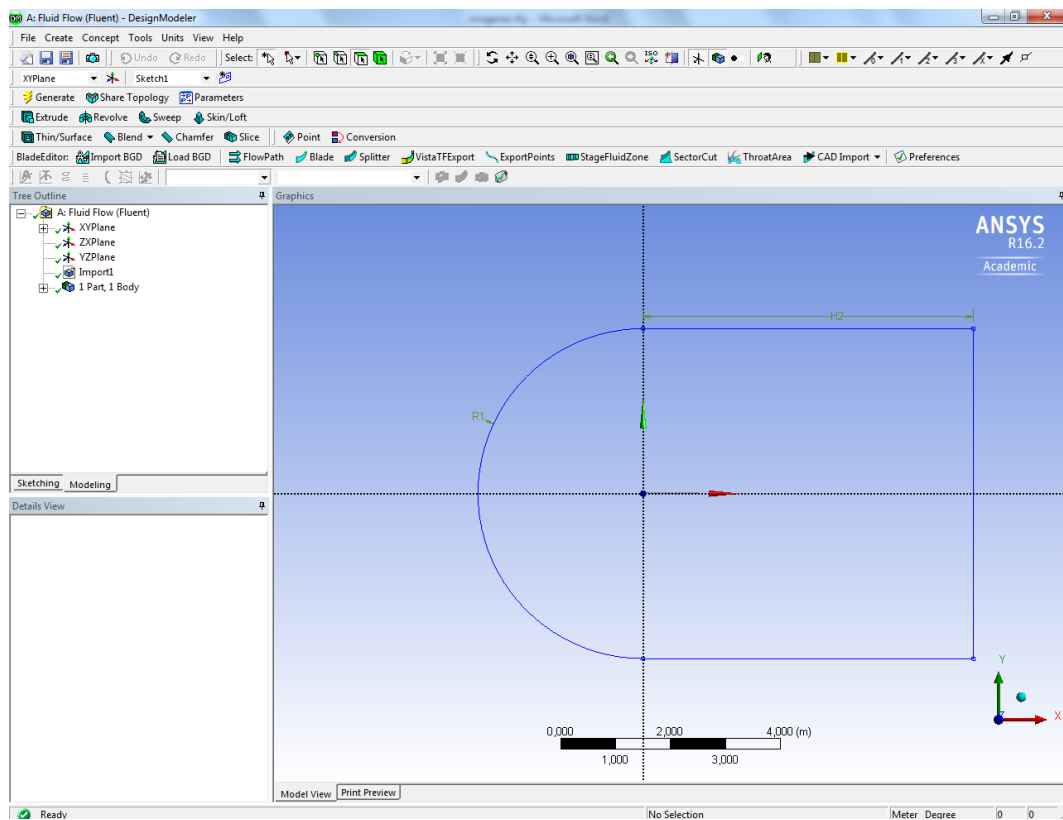 A: Fluid Flow (Fluent) - DesignModeler
File Create Concept Tools Units View Help
Undo Redo Select: ISO
XYPlane Sketch1
Generate Share Topology Parameters
Extrude Revolve Sweep Skin/Loft
Thin/Surface Blend Chamfer Slice Point Conversion
BladeEditor: Import BGD Load BGD FlowPath Blade Splitter VistaTFExport ExportPoints StageFluidZone SectorCut ThroatArea CAD Import Preferences
Tree Outline
A: Fluid Flow (Fluent)
XYPlane
ZXPlane
YZPlane
Import1
1 Part, 1 Body
Sketching Modeling
Details View
Graphics
ANSYS
R16.2
Academic
H2
R1
Y
X
Z
0,000 2,000 4,000 (m)
1,000 3,000
Model View Print Preview
Ready No Selection Meter Degree 0 0